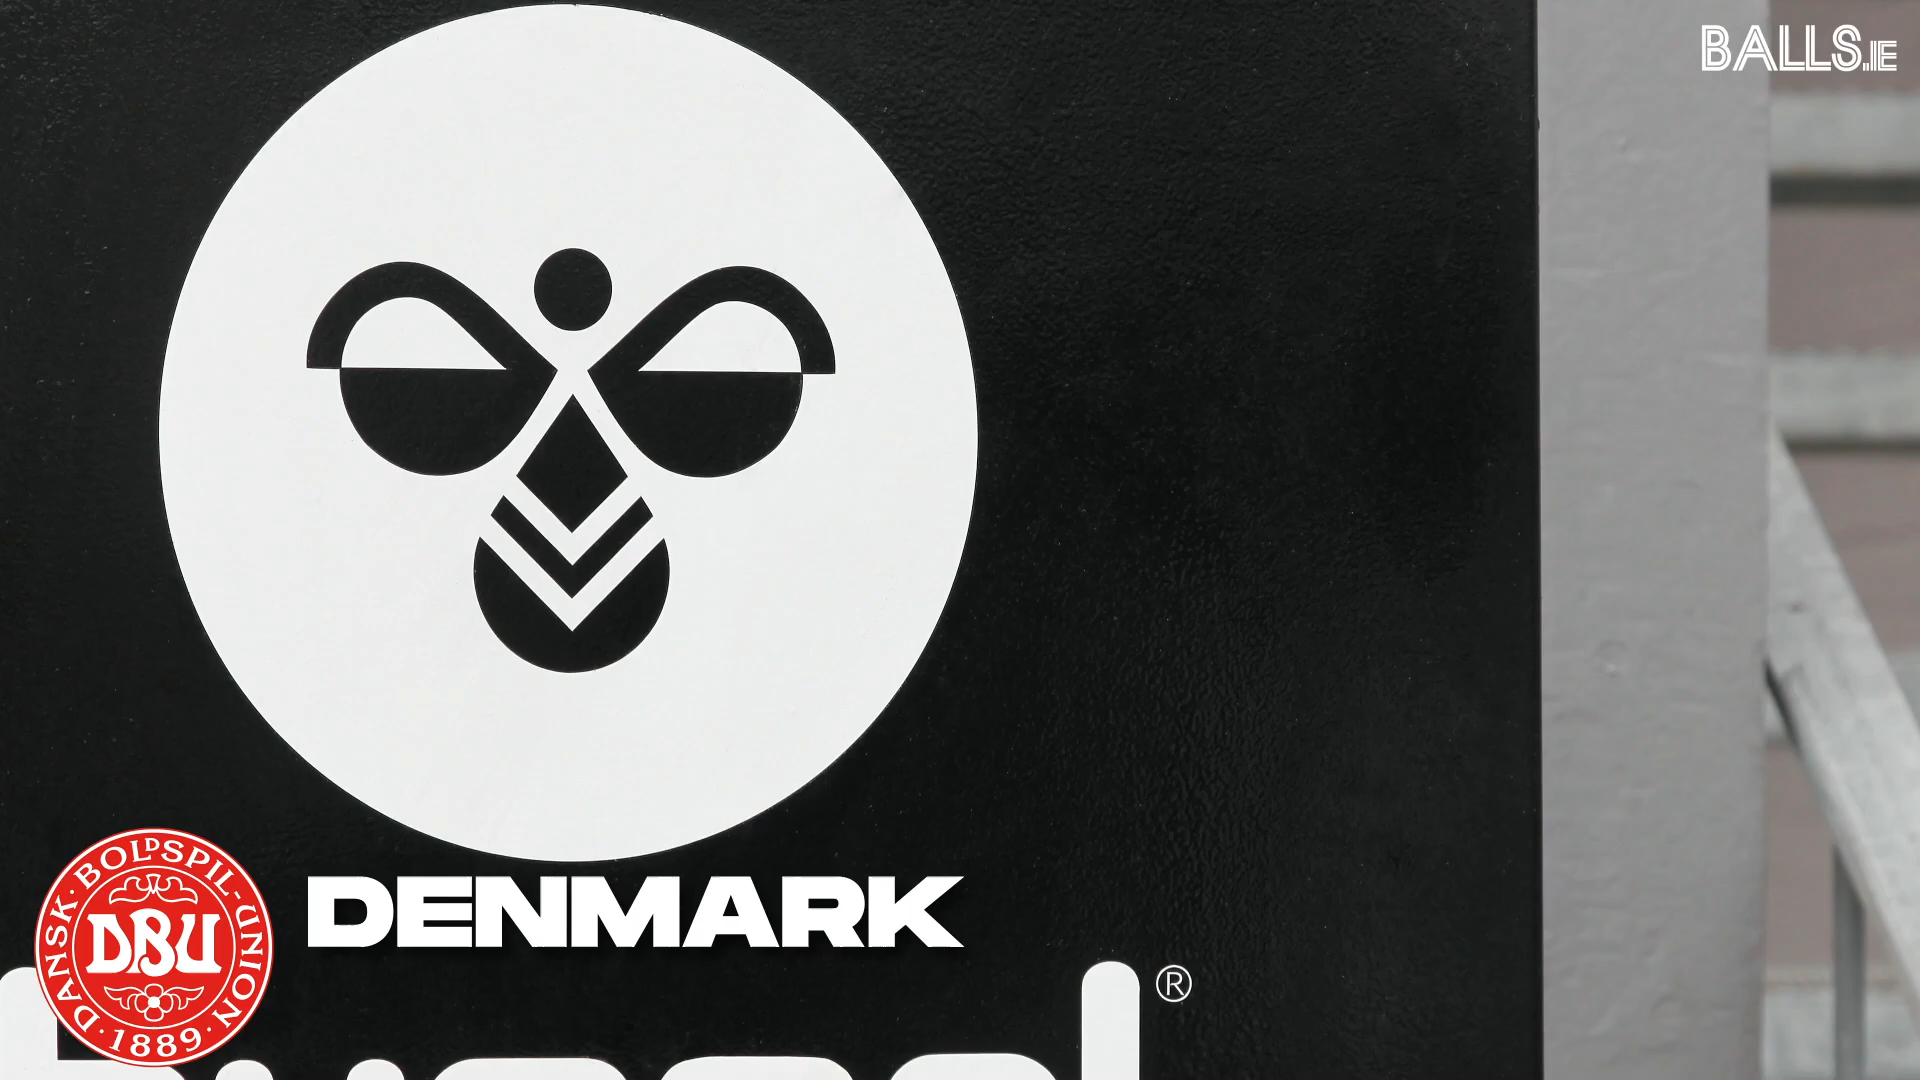 BALLS.IE
DENMARK
DANSK·BOLDSPIL-UNION
DBU
·1889·
®